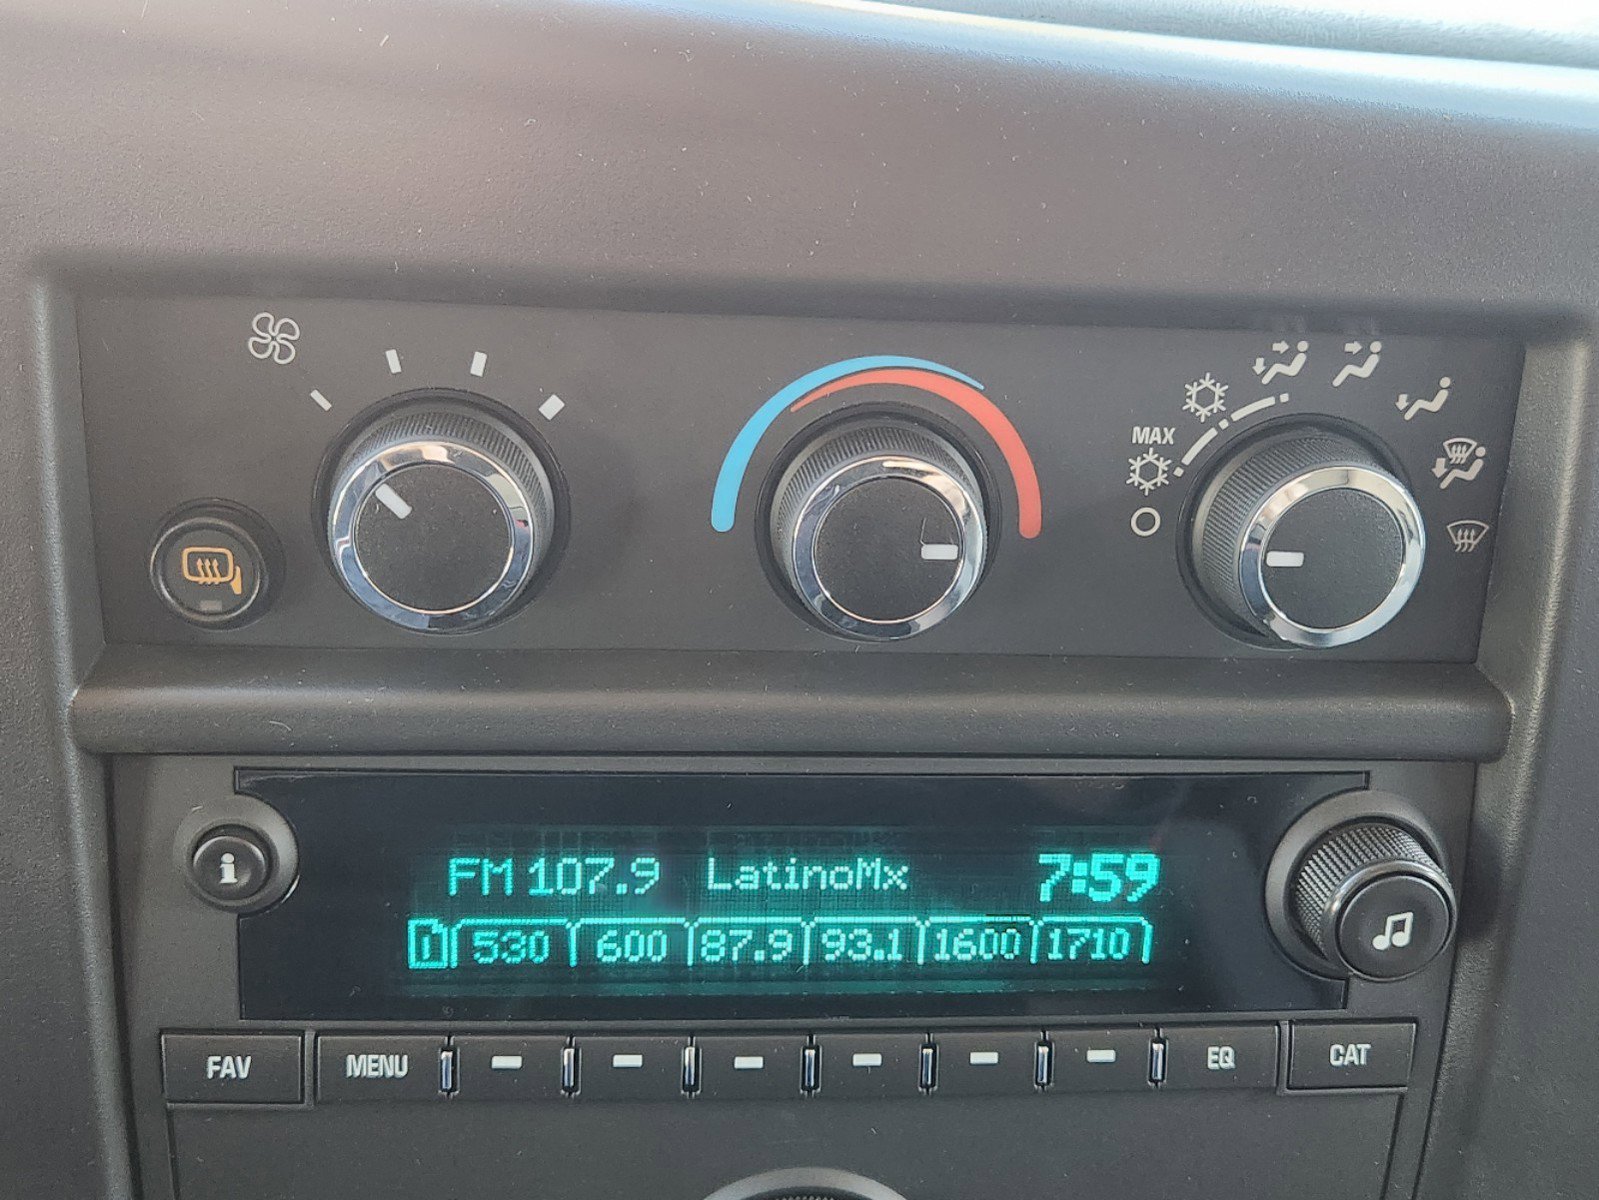 MAX
FM 107.9 LatinoMx 7:59
1 530 600 87.9 93.1 1600 1710
i
FAV MENU EQ CAT